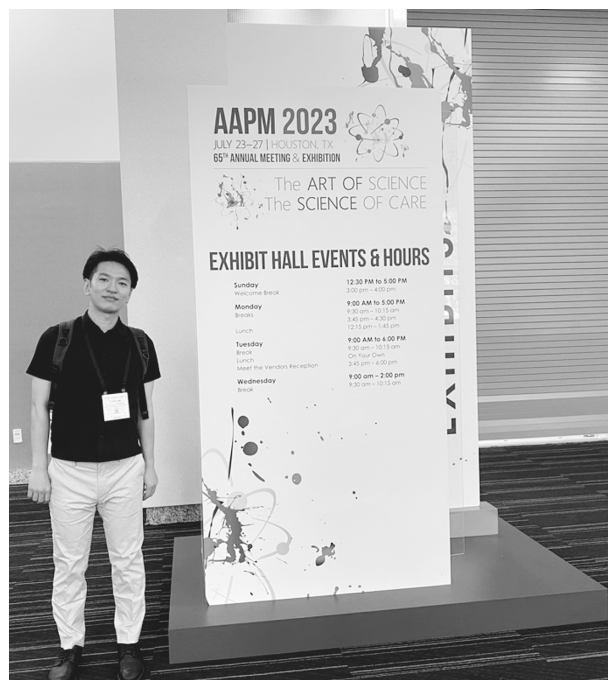 AAPM 2023
JULY 23–27 | HOUSTON, TX
65TH ANNUAL MEETING & EXHIBITION
The ART OF SCIENCE
The SCIENCE OF CARE
EXHIBIT HALL EVENTS & HOURS
Sunday 12:30 PM to 5:00 PM
Welcome Break 3:00 pm – 4:00 pm
Monday 9:00 AM to 5:00 PM
Breaks 9:30 am – 10:15 am
3:45 pm – 4:30 pm
Lunch 12:15 pm – 1:45 pm
Tuesday 9:00 AM to 6:00 PM
Break 9:30 am – 10:15 am
Lunch On Your Own
Meet the Vendors Reception 3:45 pm – 6:00 pm
Wednesday 9:00 am – 2:00 pm
Break 9:30 am – 10:15 am